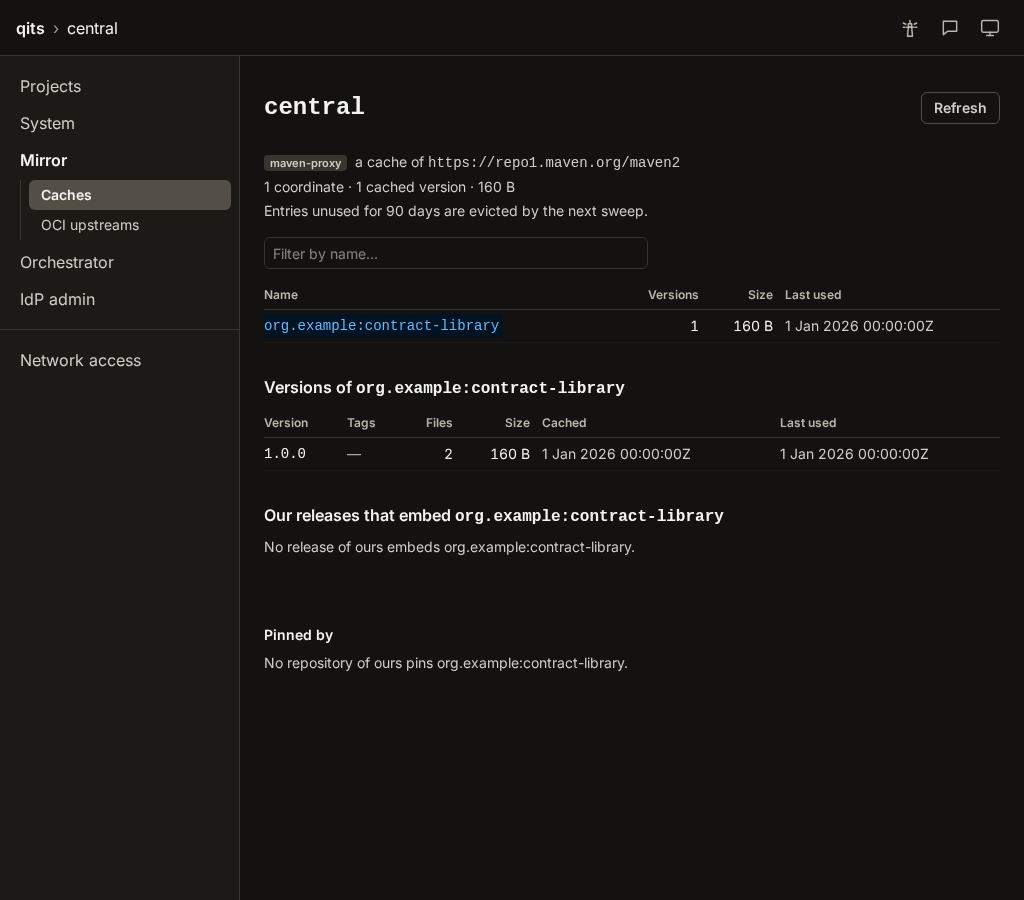 qits › central
Projects
System
Mirror
Caches
OCI upstreams
Orchestrator
IdP admin
Network access
central
Refresh
maven-proxy a cache of https://repo1.maven.org/maven2
1 coordinate · 1 cached version · 160 B
Entries unused for 90 days are evicted by the next sweep.
Filter by name...
Name Versions Size Last used
org.example:contract-library 1 160 B 1 Jan 2026 00:00:00Z
Versions of org.example:contract-library
Version Tags Files Size Cached Last used
1.0.0 — 2 160 B 1 Jan 2026 00:00:00Z 1 Jan 2026 00:00:00Z
Our releases that embed org.example:contract-library
No release of ours embeds org.example:contract-library.
Pinned by
No repository of ours pins org.example:contract-library.